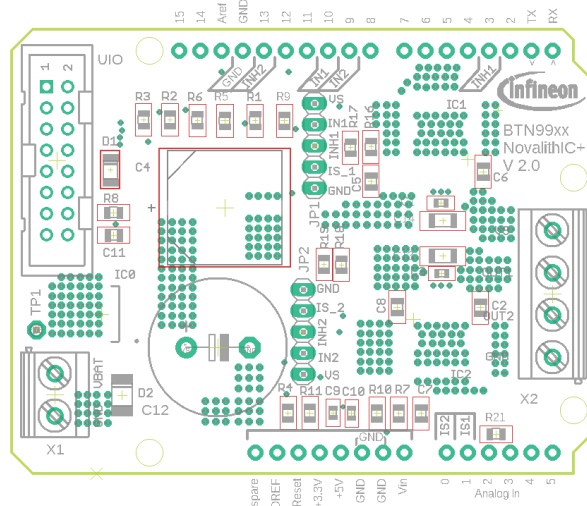 15 14 Aref GND 13 12 11 10 9 8 7 6 5 4 3 2 TX RX
UIO
1 2
GND INH2 IN1 IN2 INH1
infineon
BTN99xx
NovalithIC+
V 2.0
R3 R2 R6 R5 R1 R9
VS
IN1
INH1
IS_1
GND
JP1
R17 R16
C5
IC1
C6
D1
C4
R8
C11
IC0
TP1
JP2
R19 R18
GND
IS_2
INH2
IN2
VS
C8
C2
OUT2
GND
IC2
X2
VBAT
GND
X1
D2
C12
R4 R11 C9 C10 R10 R7 C7
GND
IS2 IS1
R21
spare
Reset
+3.3V
+5V
GND
GND
Vin
0 1 2 3 4 5
Analog In